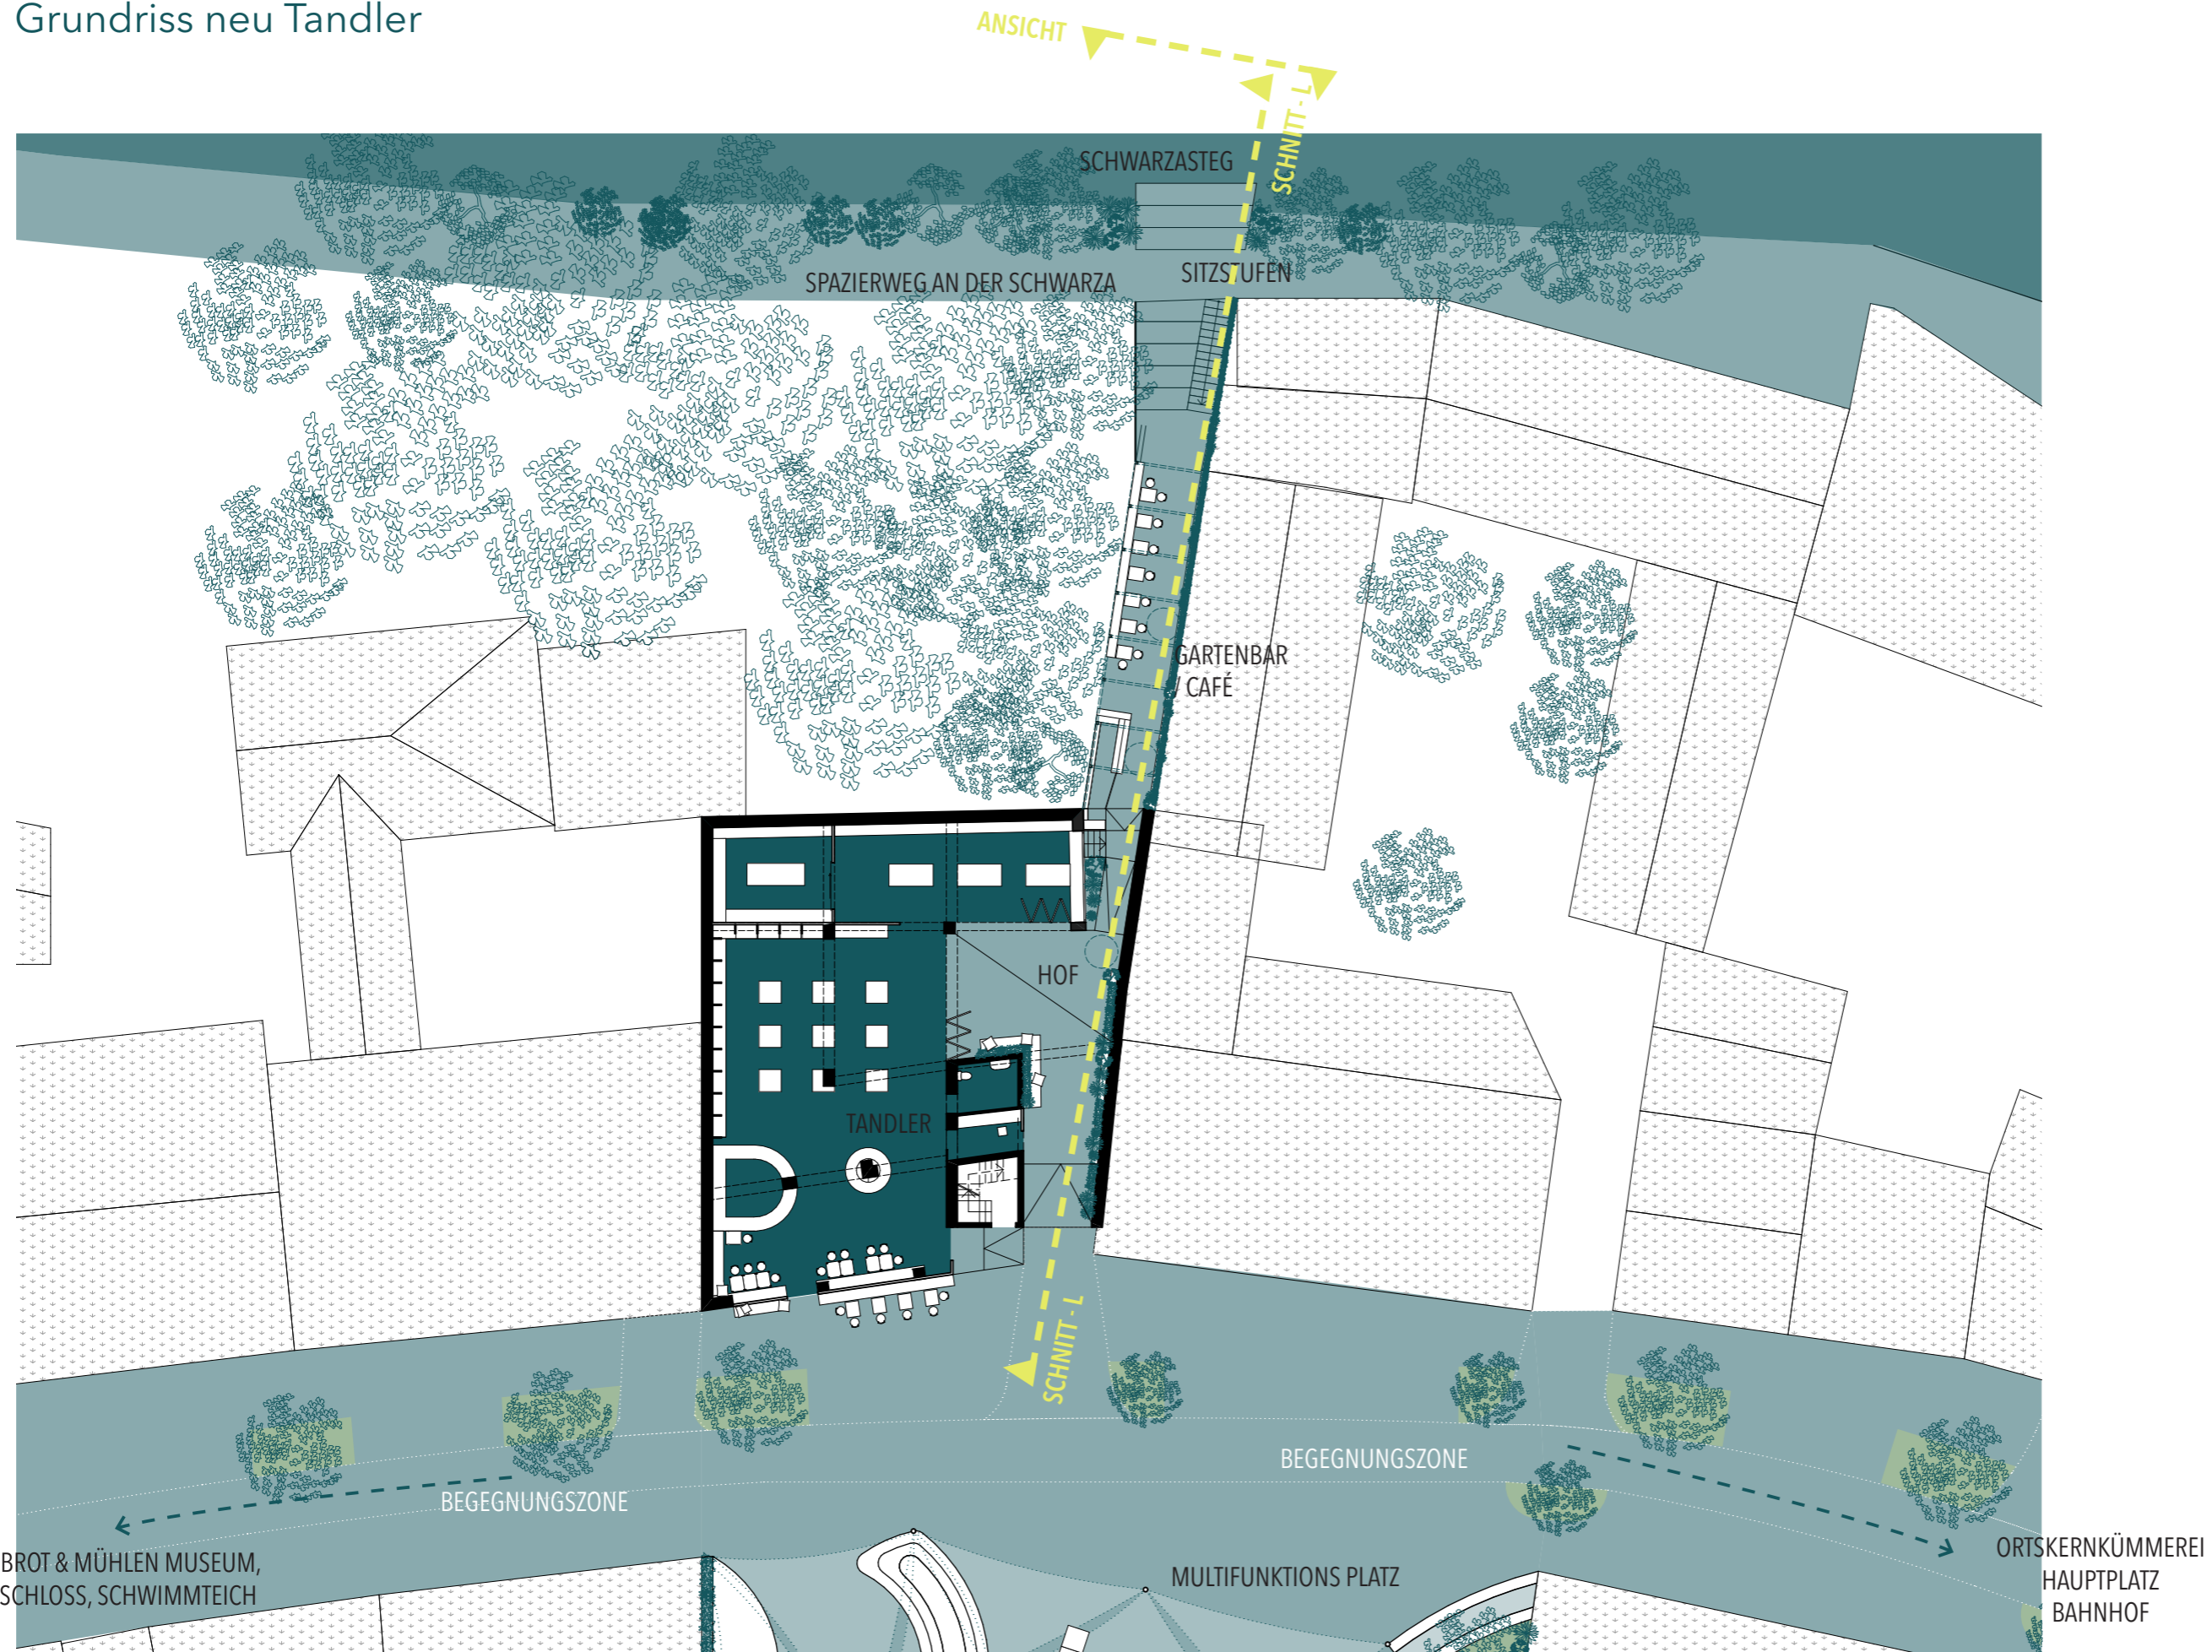 Grundriss neu Tandler
ANSICHT
SCHNITT - L
SCHWARZASTEG
SPAZIERWEG AN DER SCHWARZA
SITZSTUFEN
GARTENBAR
/ CAFÉ
HOF
TANDLER
SCHNITT - L
BEGEGNUNGSZONE
BEGEGNUNGSZONE
BROT & MÜHLEN MUSEUM,
SCHLOSS, SCHWIMMTEICH
MULTIFUNKTIONS PLATZ
ORTSKERNKÜMMEREI
HAUPTPLATZ
BAHNHOF